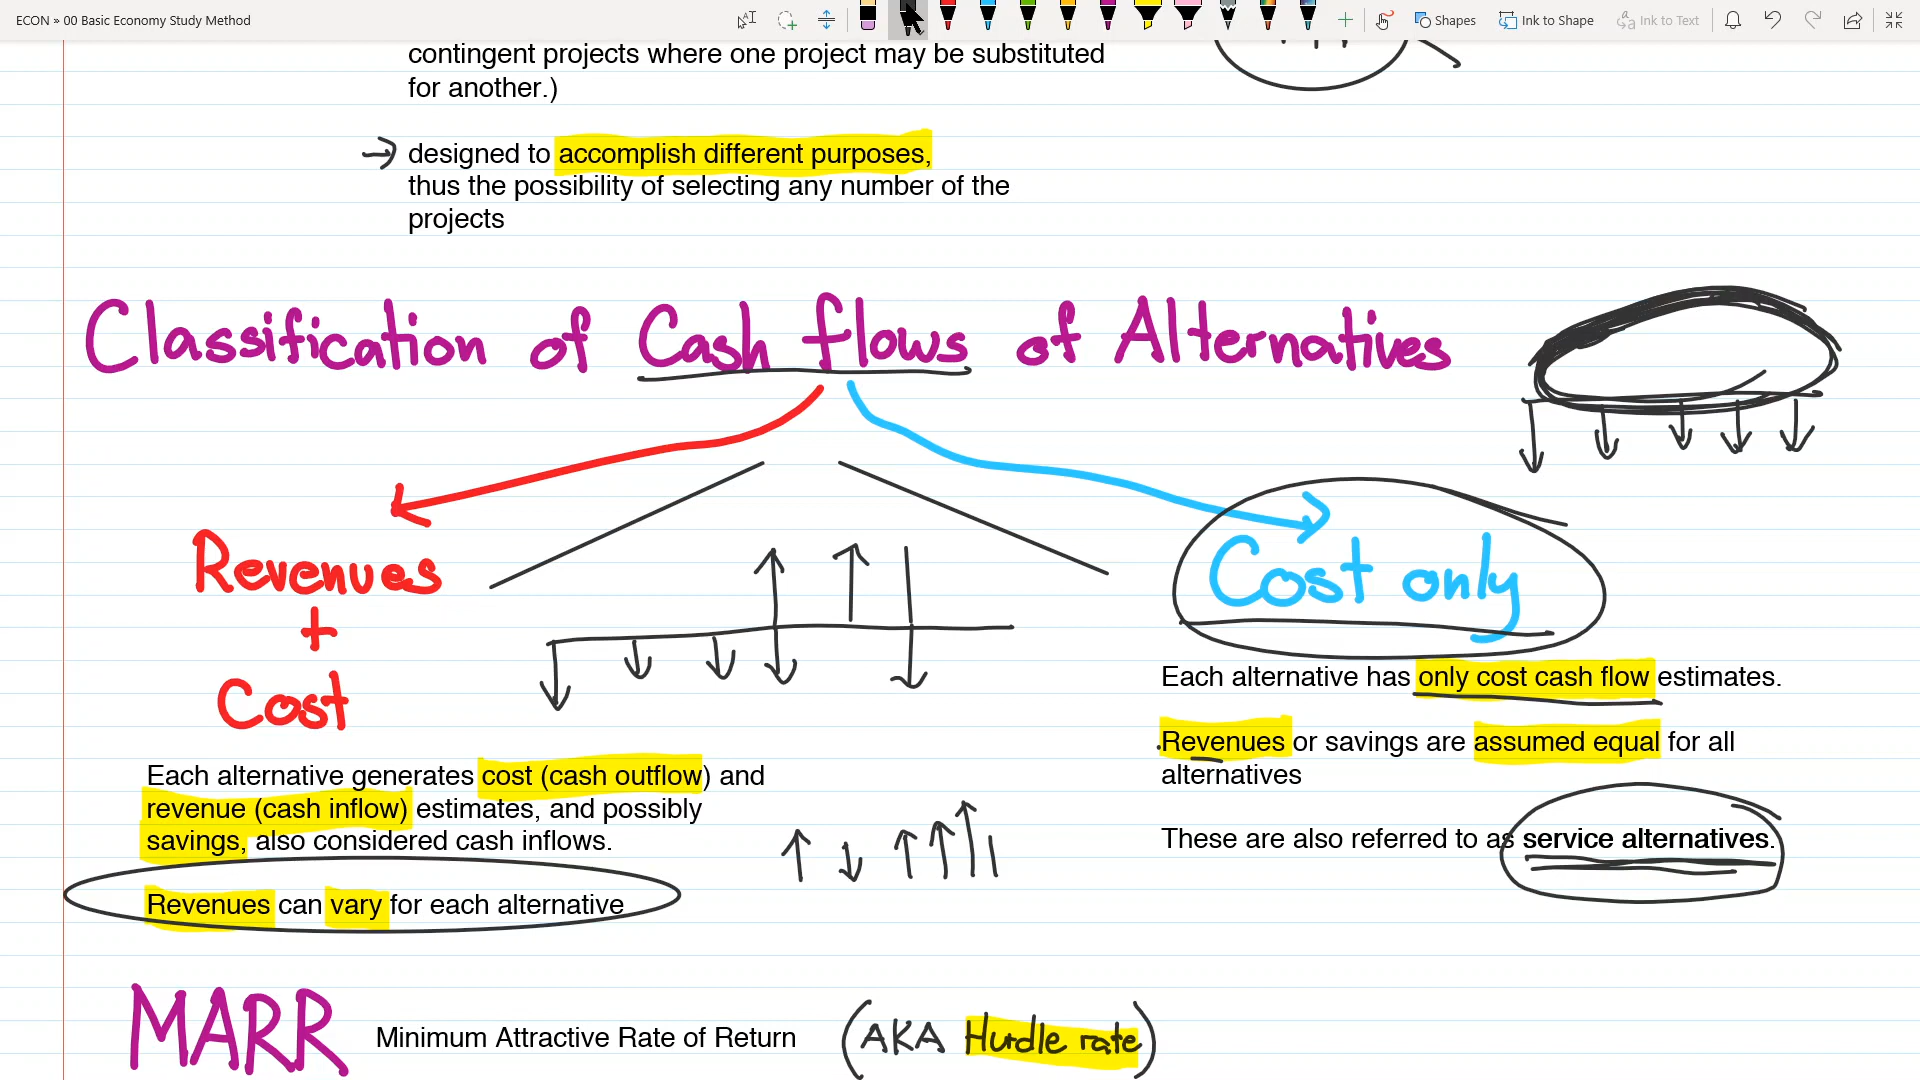 ECON » 00 Basic Economy Study Method
Shapes
Ink to Shape
Ink to Text
contingent projects where one project may be substituted
for another.)
designed to accomplish different purposes,
thus the possibility of selecting any number of the
projects
Classification of Cash flows of Alternatives
Revenues
+
Cost
Each alternative generates cost (cash outflow) and
revenue (cash inflow) estimates, and possibly
savings, also considered cash inflows.
Revenues can vary for each alternative
Cost only
Each alternative has only cost cash flow estimates.
Revenues or savings are assumed equal for all
alternatives
These are also referred to as service alternatives.
MARR Minimum Attractive Rate of Return (AKA Hurdle rate)